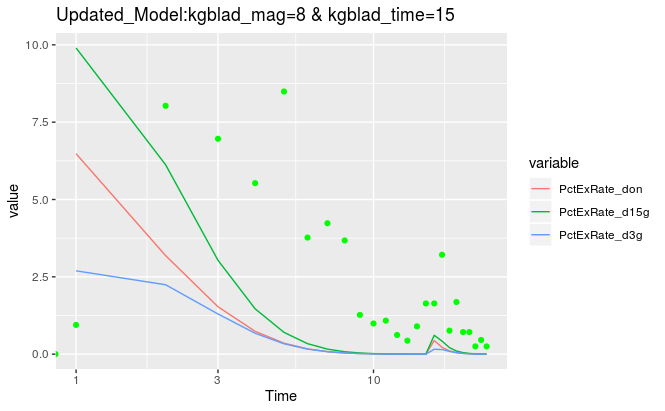 Updated_Model:kgblad_mag=8 & kgblad_time=15
10.0
7.5
5.0
2.5
0.0
value
1
3
10
Time
variable
PctExRate_don
PctExRate_d15g
PctExRate_d3g